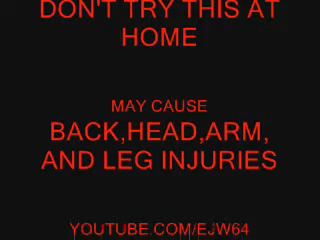 DON'T TRY THIS AT
HOME
MAY CAUSE
BACK,HEAD,ARM,
AND LEG INJURIES
YOUTUBE.COM/EJW64